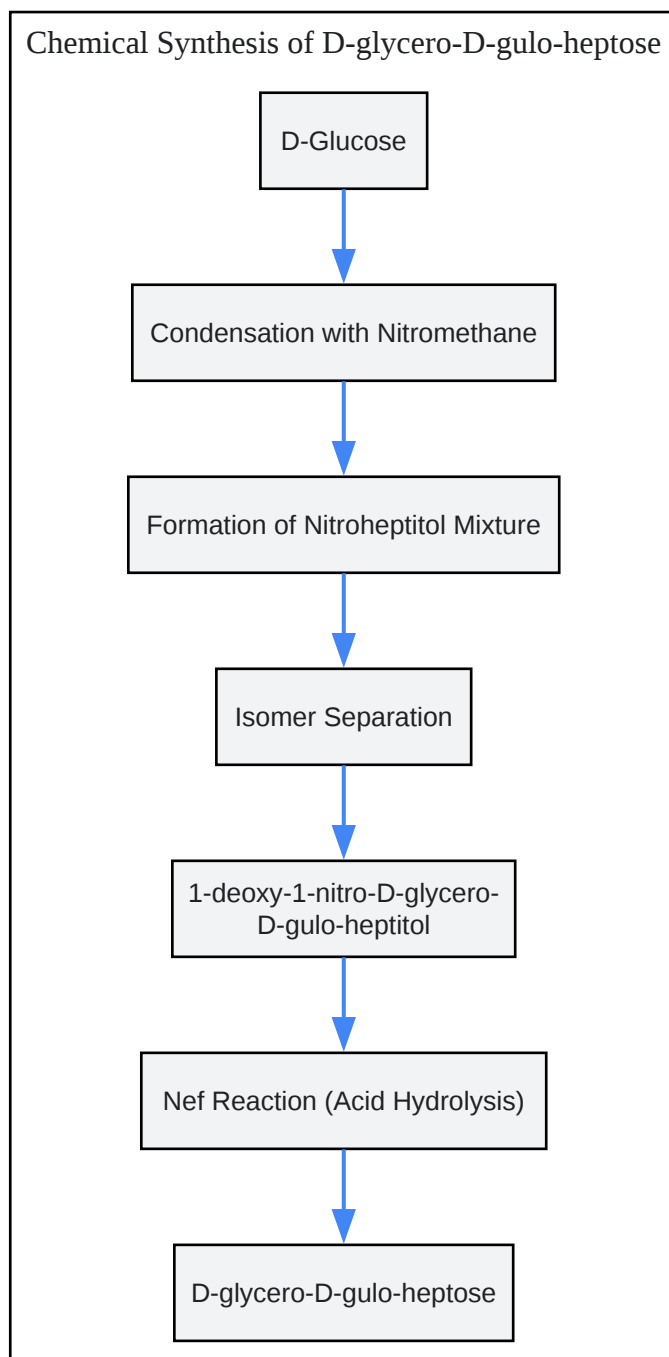 Chemical Synthesis of D-glycero-D-gulo-heptose
D-Glucose
Condensation with Nitromethane
Formation of Nitroheptitol Mixture
Isomer Separation
1-deoxy-1-nitro-D-glycero-
D-gulo-heptitol
Nef Reaction (Acid Hydrolysis)
D-glycero-D-gulo-heptose